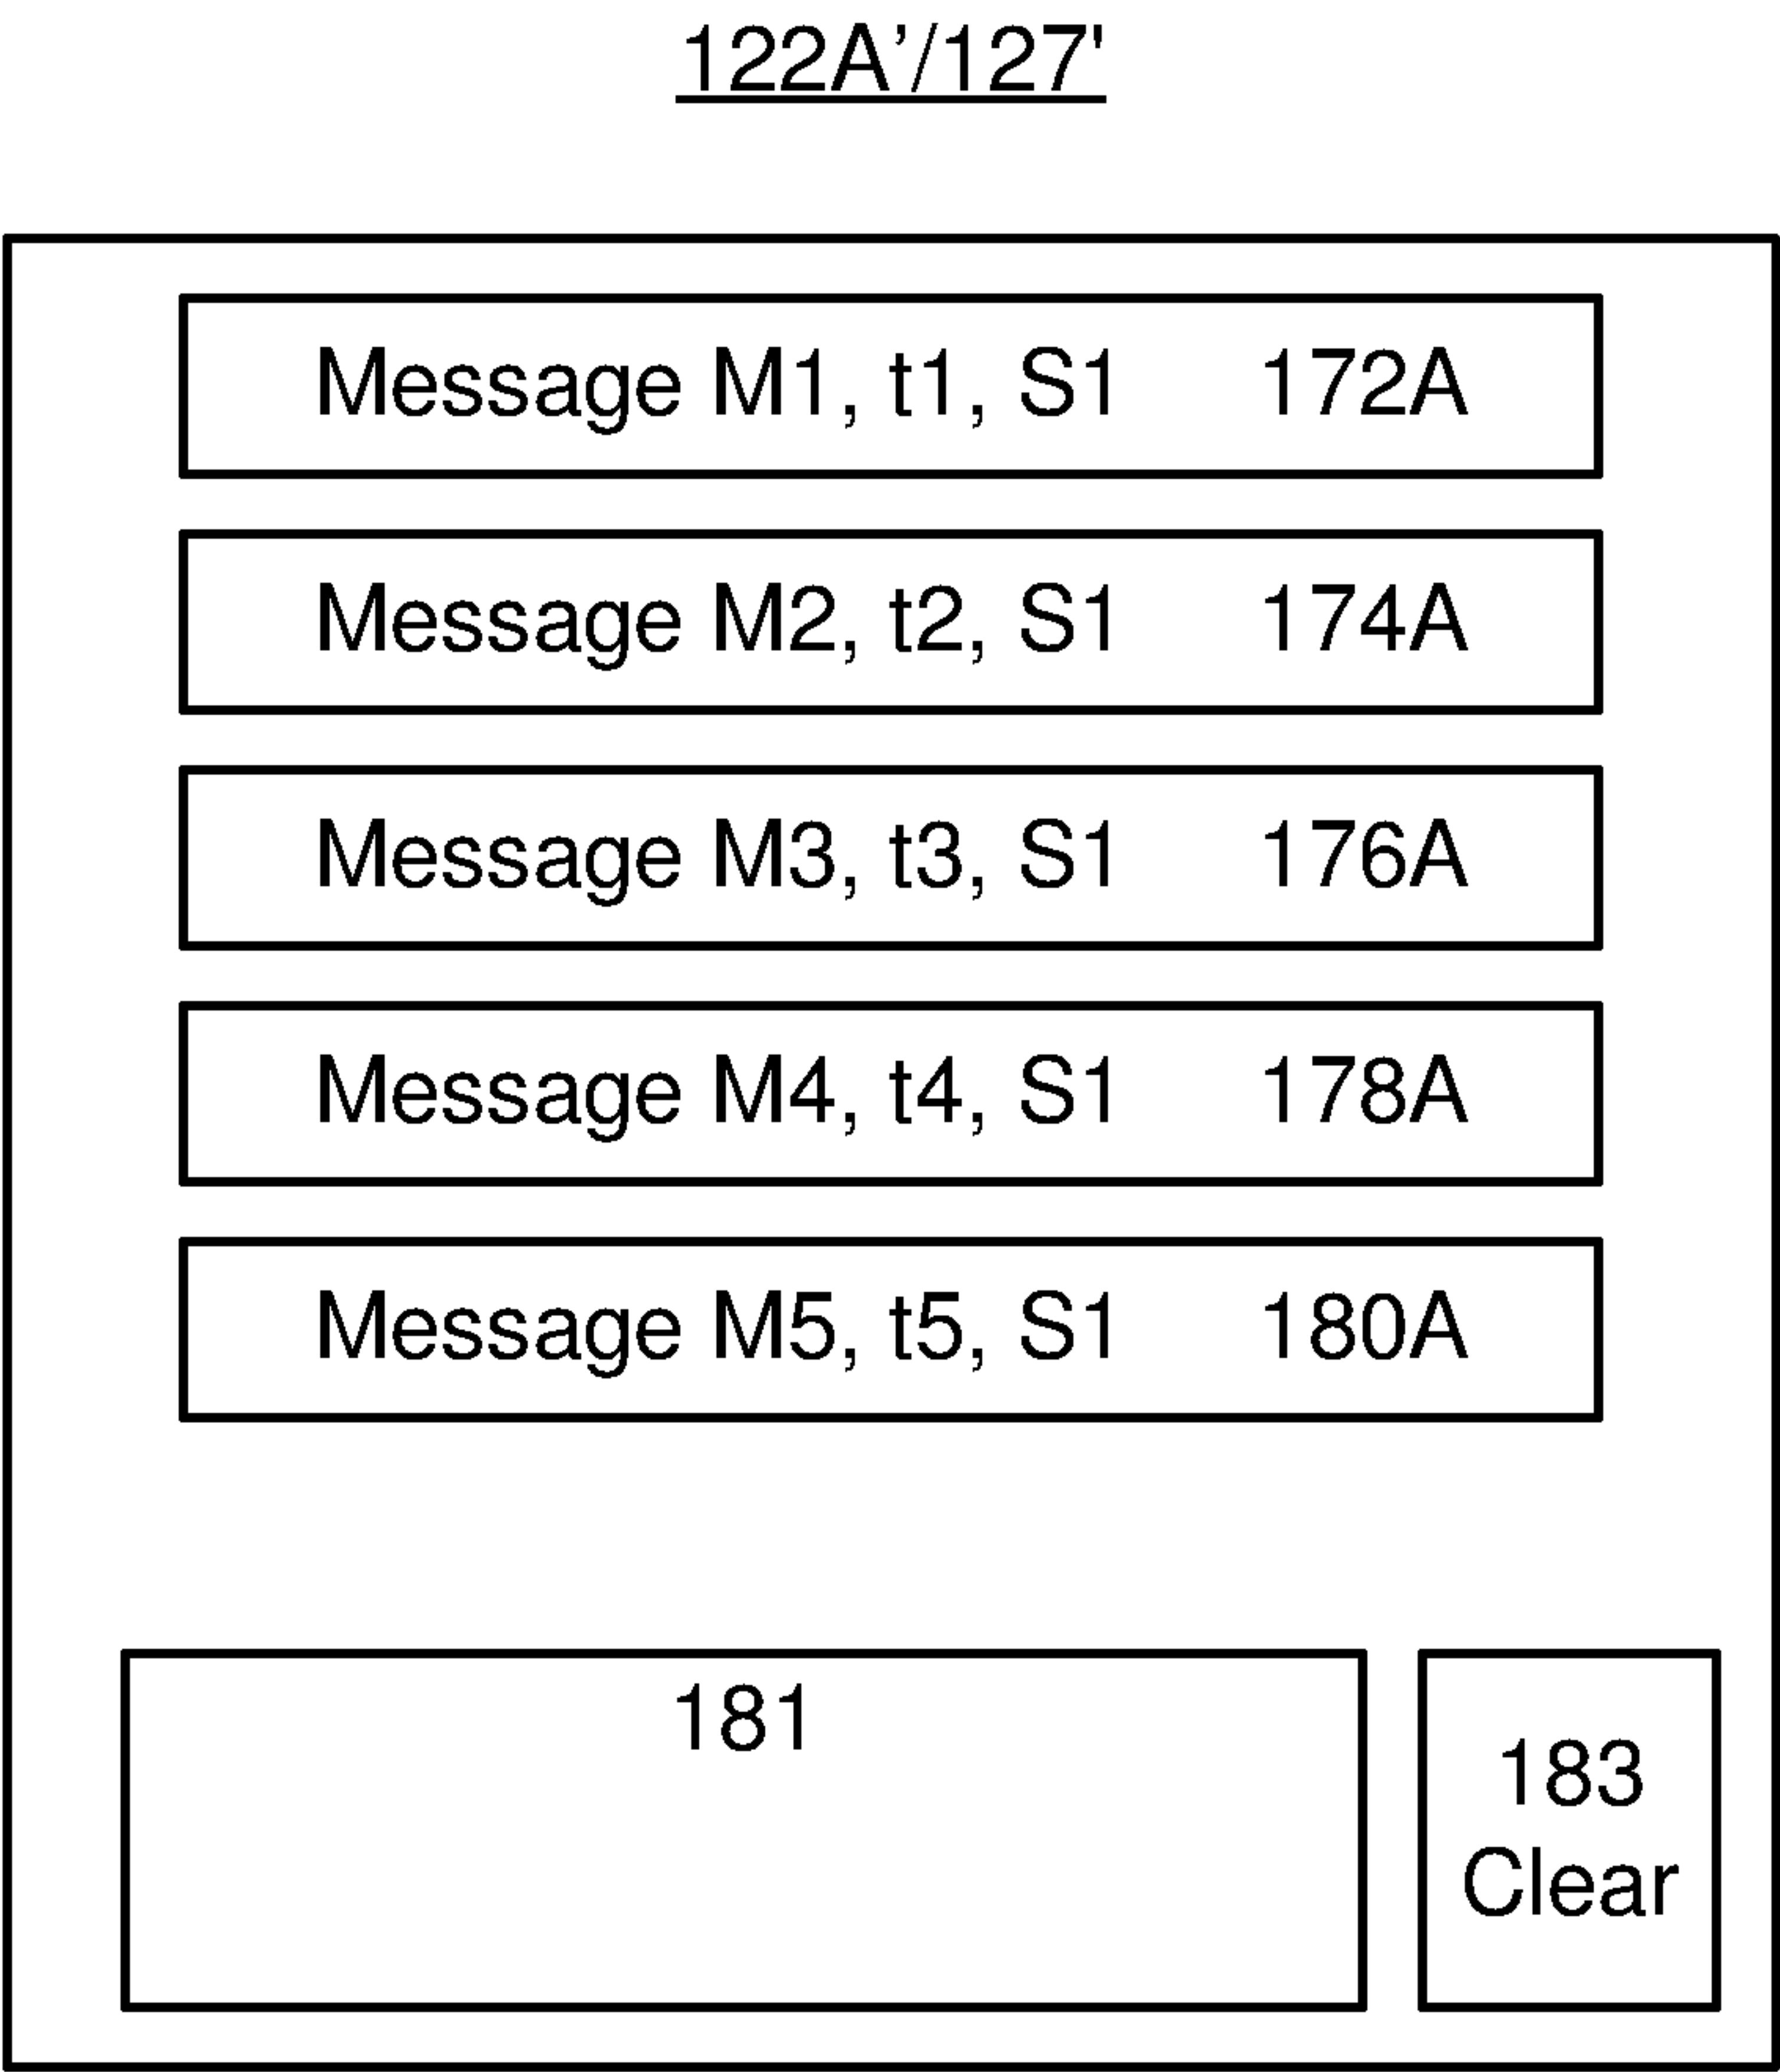 122A’/127'
Message M1, t1, S1 172A
Message M2, t2, S1 174A
Message M3, t3, S1 176A
Message M4, t4, S1 178A
Message M5, t5, S1 180A
181
183
Clear